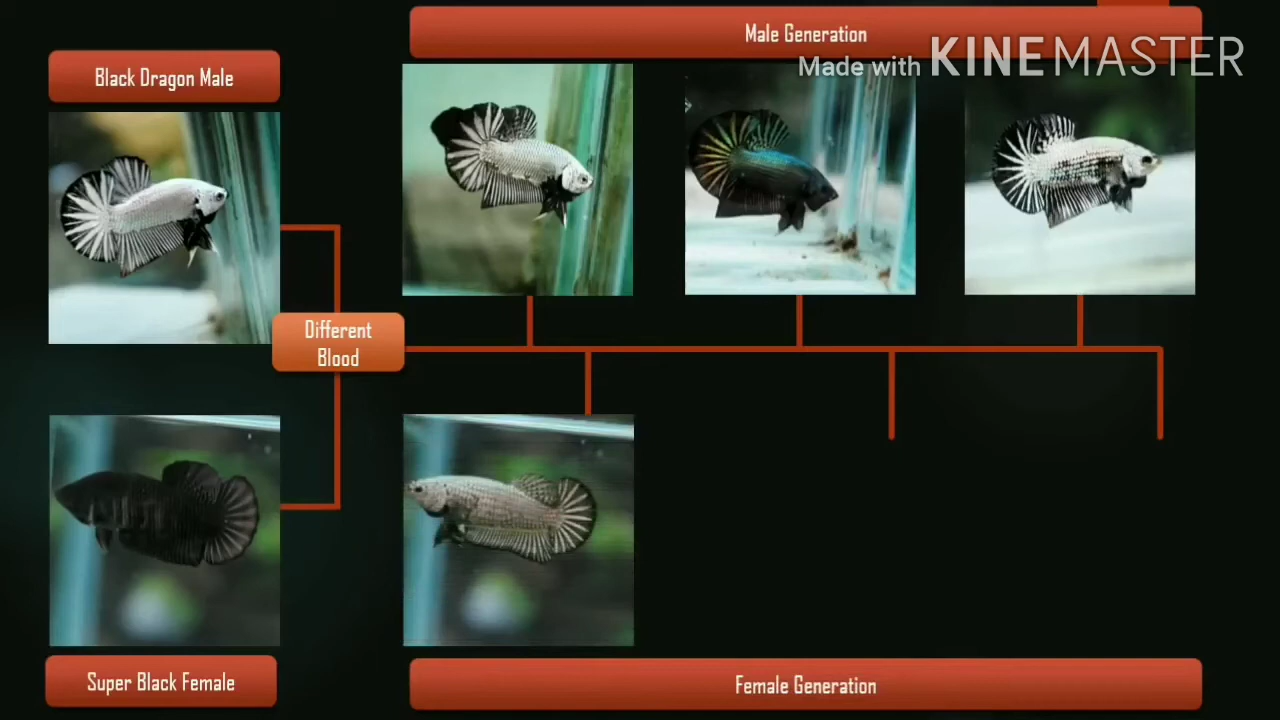 Male Generation
Made with KINEMASTER
Black Dragon Male
Different
Blood
Super Black Female
Female Generation